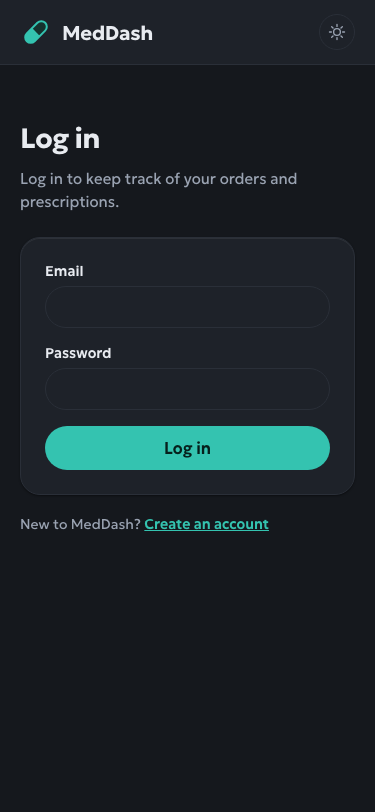 MedDash
Log in
Log in to keep track of your orders and
prescriptions.
Email
Password
Log in
New to MedDash? Create an account